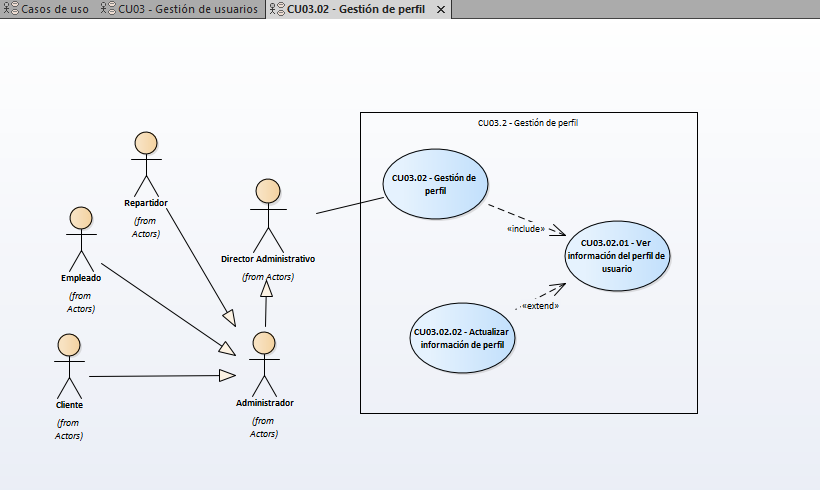 Casos de uso
CU03 - Gestión de usuarios
CU03.02 - Gestión de perfil
CU03.2 - Gestión de perfil
Repartidor
(from
Actors)
Empleado
(from
Actors)
Cliente
(from
Actors)
Director Administrativo
(from Actors)
Administrador
(from
Actors)
CU03.02 - Gestión de
perfil
«include»
CU03.02.01 - Ver
información del perfil de
usuario
«extend»
CU03.02.02 - Actualizar
información de perfil